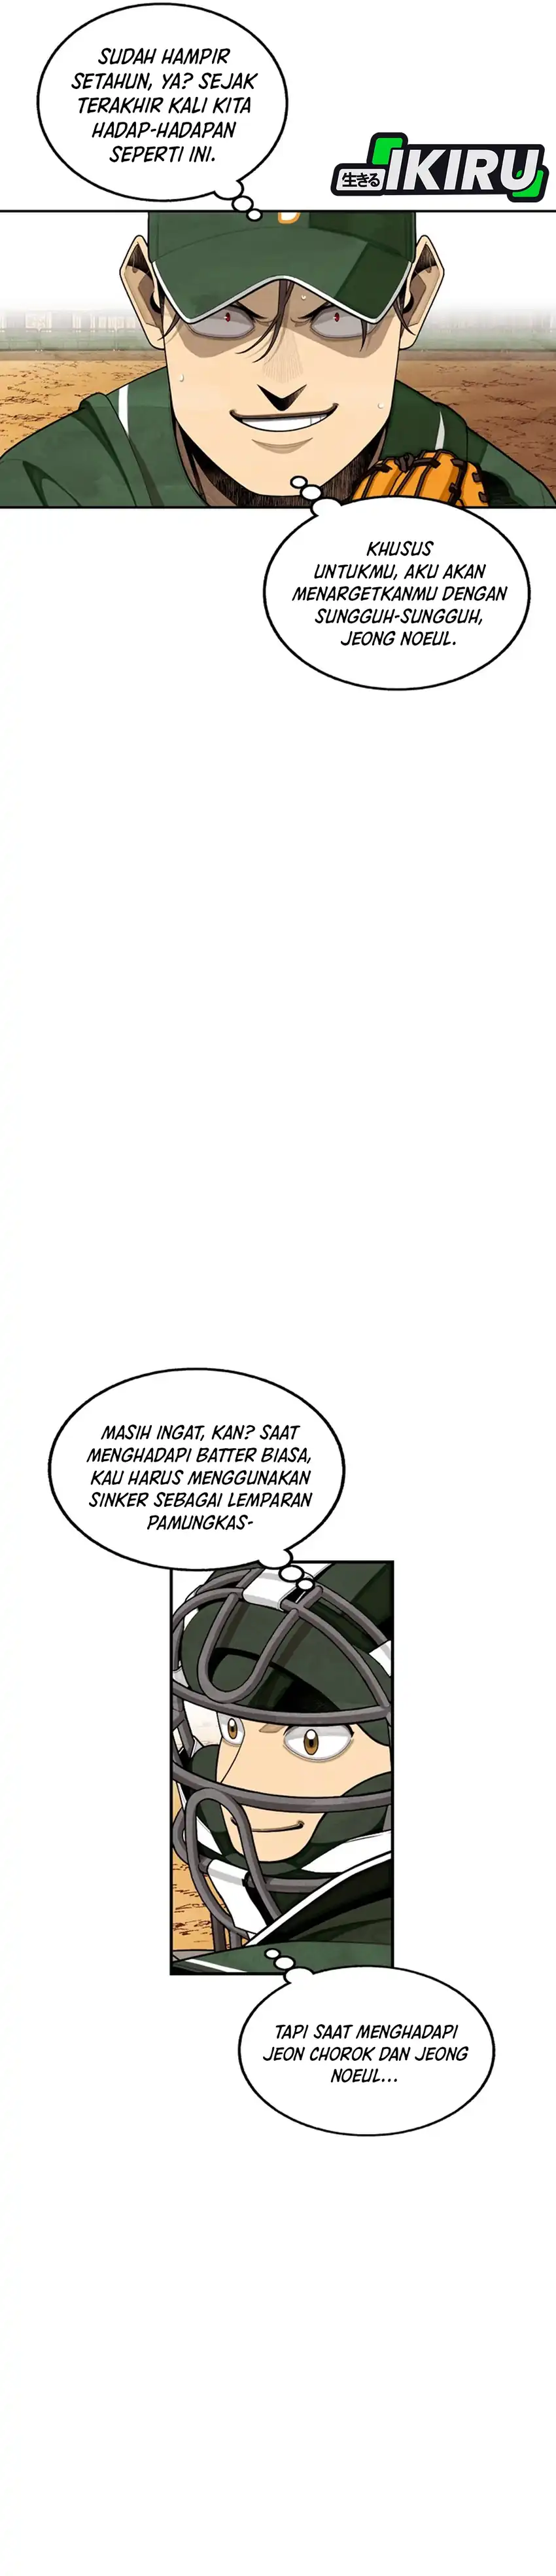 SUDAH HAMPIR
SETAHUN, YA? SEJAK
TERAKHIR KALI KITA
HADAP-HADAPAN
SEPERTI INI.
生きる IKIRU
KHUSUS
UNTUKMU, AKU AKAN
MENARGETKANMU DENGAN
SUNGGUH-SUNGGUH,
JEONG NOEUL.
MASIH INGAT, KAN? SAAT
MENGHADAPI BATTER BIASA,
KAU HARUS MENGGUNAKAN
SINKER SEBAGAI LEMPARAN
PAMUNGKAS-
TAPI SAAT MENGHADAPI
JEON CHOROK DAN JEONG
NOEUL...